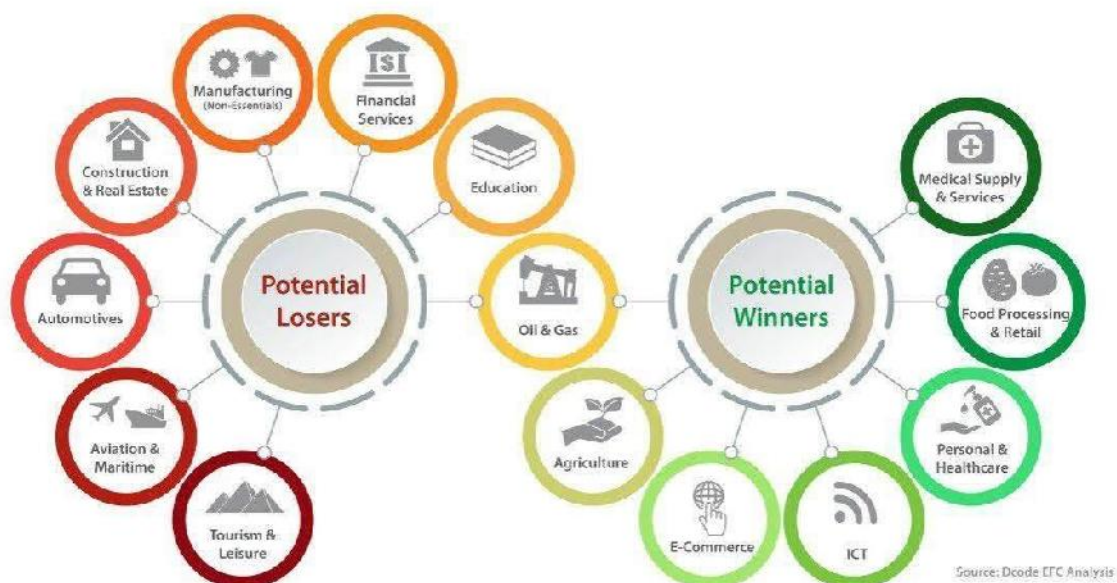 Manufacturing
(Non-Essentials)
Financial
Services
Construction
& Real Estate
Education
Medical Supply
& Services
Automotives
Potential
Losers
Oil & Gas
Potential
Winners
Food Processing
& Retail
Aviation &
Maritime
Agriculture
Personal &
Healthcare
Tourism &
Leisure
E-Commerce
ICT
Source: Dcode EFC Analysis